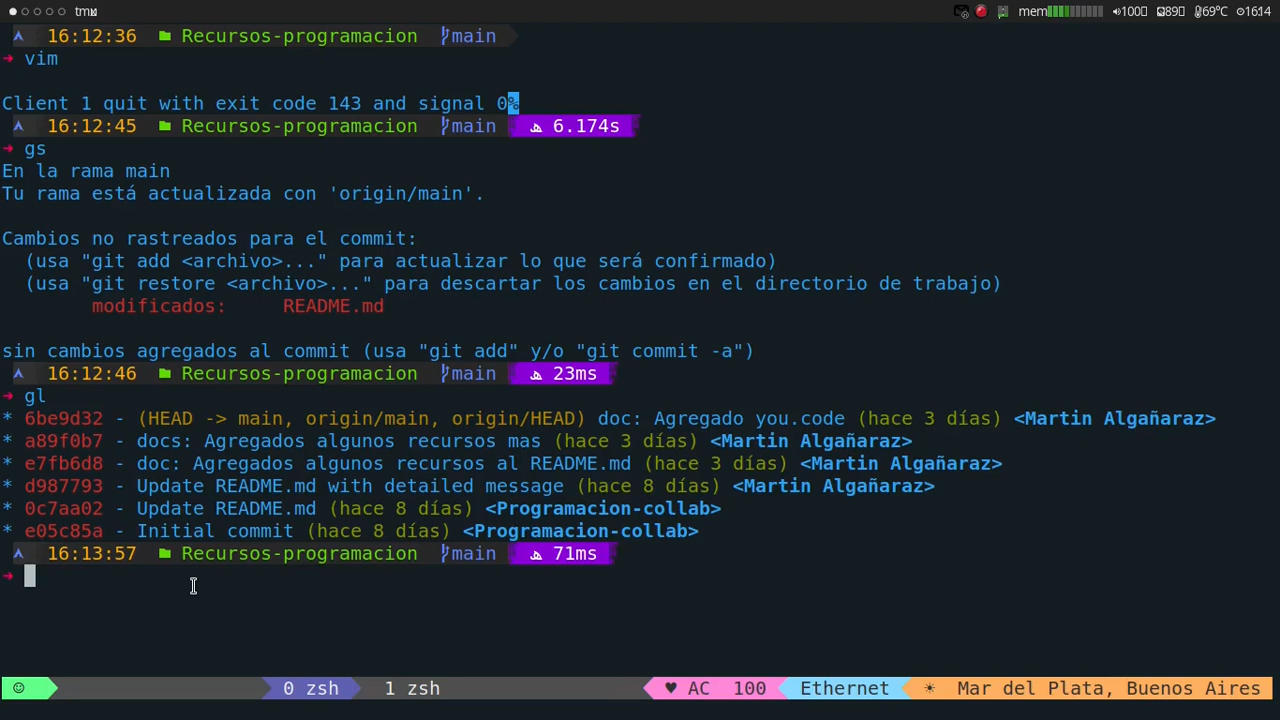 tmux
mem 100 89 69°C 16:14
16:12:36 Recursos-programacion main
➜ vim
Client 1 quit with exit code 143 and signal 0%
16:12:45 Recursos-programacion main 6.174s
➜ gs
En la rama main
Tu rama está actualizada con 'origin/main'.
Cambios no rastreados para el commit:
(usa "git add <archivo>..." para actualizar lo que será confirmado)
(usa "git restore <archivo>..." para descartar los cambios en el directorio de trabajo)
modificados: README.md
sin cambios agregados al commit (usa "git add" y/o "git commit -a")
16:12:46 Recursos-programacion main 23ms
➜ gl
* 6be9d32 - (HEAD -> main, origin/main, origin/HEAD) doc: Agregado you.code (hace 3 días) <Martin Algañaraz>
* a89f0b7 - docs: Agregados algunos recursos mas (hace 3 días) <Martin Algañaraz>
* e7fb6d8 - doc: Agregados algunos recursos al README.md (hace 3 días) <Martin Algañaraz>
* d987793 - Update README.md with detailed message (hace 8 días) <Martin Algañaraz>
* 0c7aa02 - Update README.md (hace 8 días) <Programacion-collab>
* e05c85a - Initial commit (hace 8 días) <Programacion-collab>
16:13:57 Recursos-programacion main 71ms
➜
0 zsh 1 zsh ♥ AC 100 Ethernet ☀ Mar del Plata, Buenos Aires